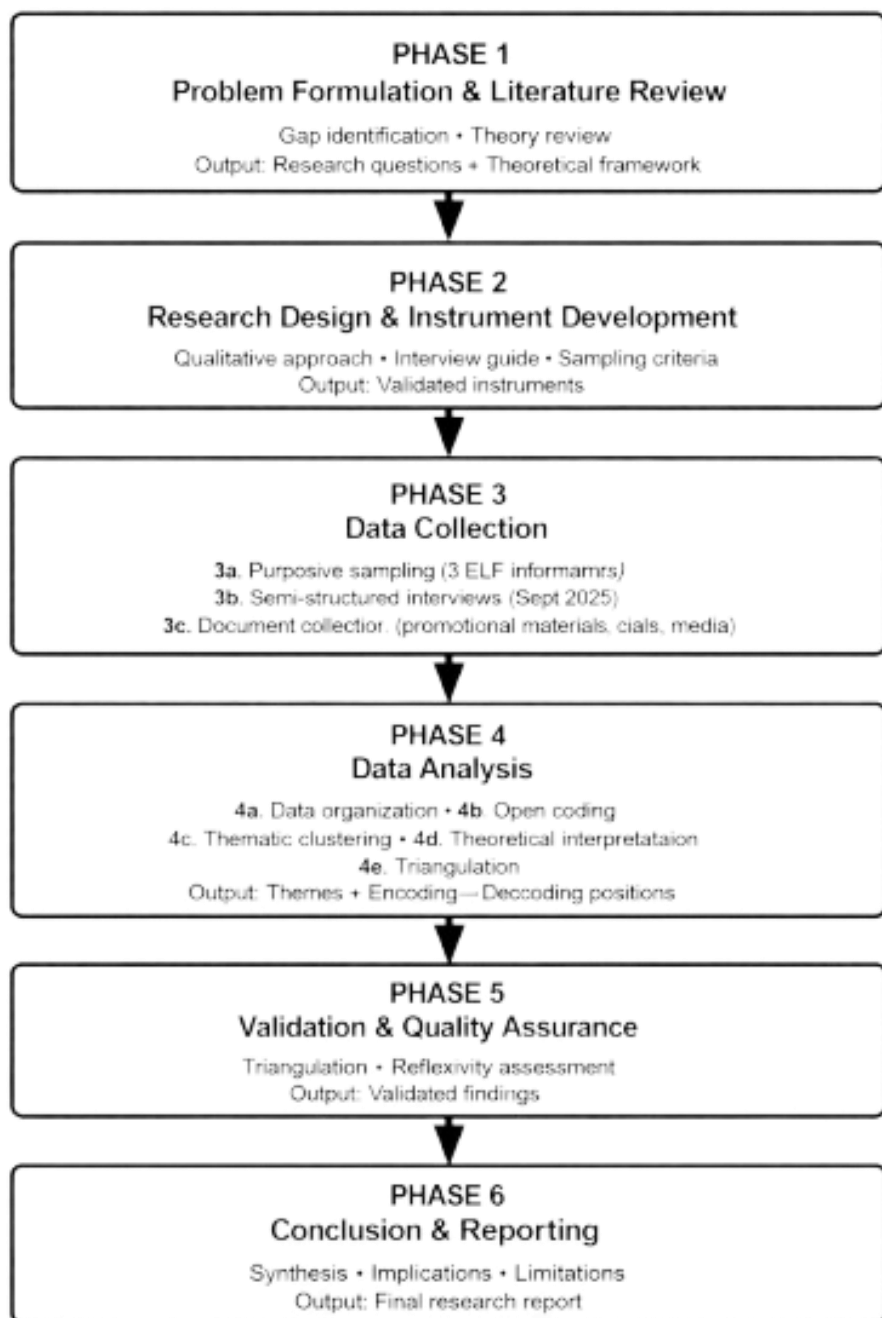 PHASE 1
Problem Formulation & Literature Review
Gap identification • Theory review
Output: Research questions + Theoretical framework
PHASE 2
Research Design & Instrument Development
Qualitative approach • Interview guide • Sampling criteria
Output: Validated instruments
PHASE 3
Data Collection
3a. Purposive sampling (3 ELF informamrs)
3b. Semi-structured interviews (Sept 2025)
3c. Document collectior. (promotional materials, cials, media)
PHASE 4
Data Analysis
4a. Data organization • 4b. Open coding
4c. Thematic clustering • 4d. Theoretical interpretataion
4e. Triangulation
Output: Themes + Encoding—Deccoding positions
PHASE 5
Validation & Quality Assurance
Triangulation • Reflexivity assessment
Output: Validated findings
PHASE 6
Conclusion & Reporting
Synthesis • Implications • Limitations
Output: Final research report